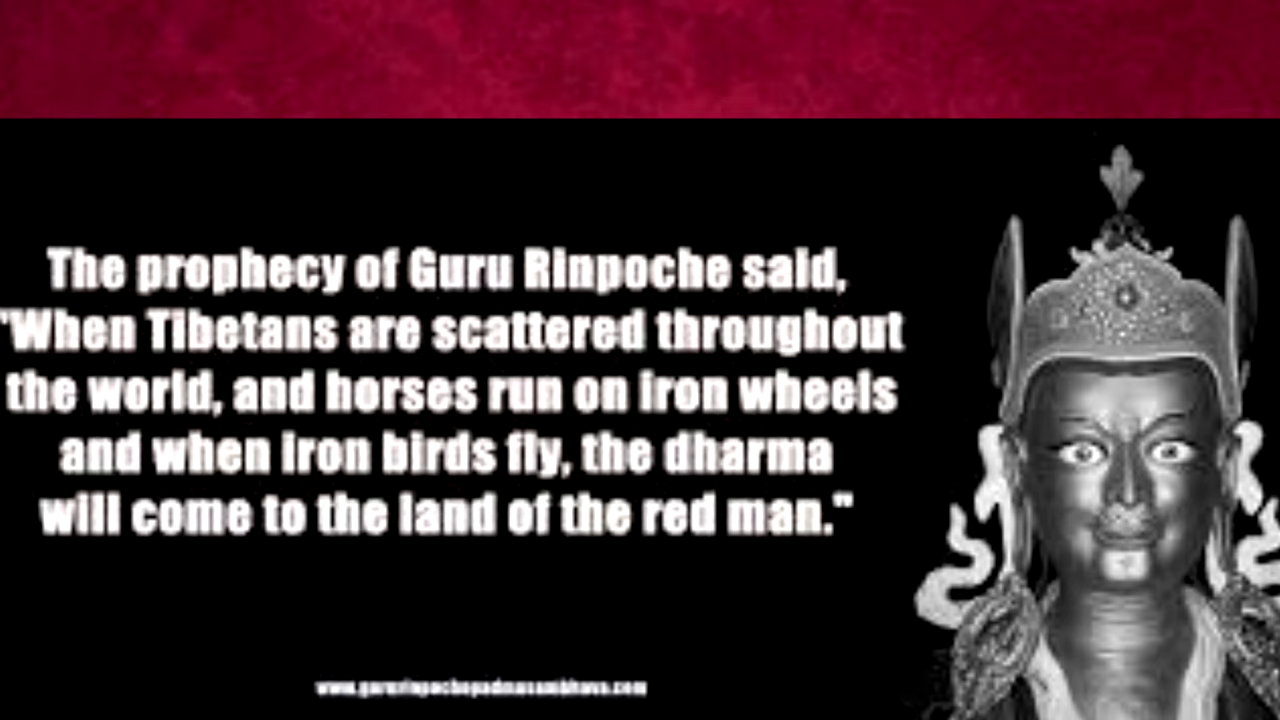 The prophecy of Guru Rinpoche said,
"When Tibetans are scattered throughout
the world, and horses run on iron wheels
and when iron birds fly, the dharma
will come to the land of the red man."
www.gururinpochepadmasambhava.com